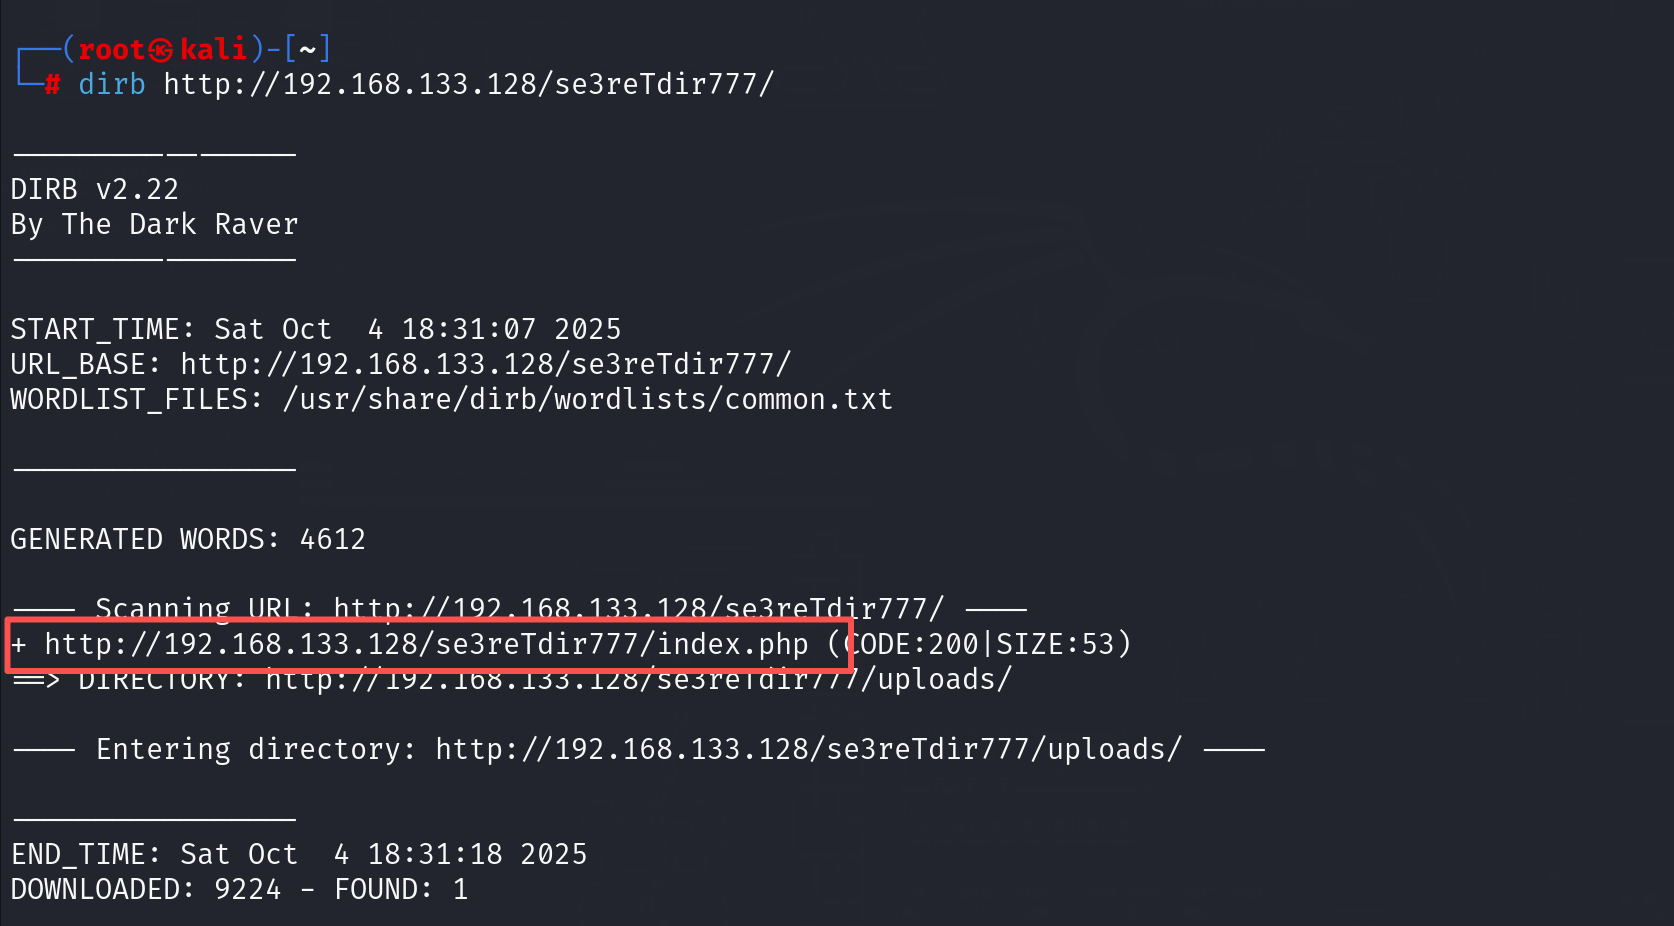 ┌──(root㉿kali)-[~]
└─# dirb http://192.168.133.128/se3reTdir777/
-----------------
DIRB v2.22
By The Dark Raver
-----------------
START_TIME: Sat Oct  4 18:31:07 2025
URL_BASE: http://192.168.133.128/se3reTdir777/
WORDLIST_FILES: /usr/share/dirb/wordlists/common.txt
-----------------
GENERATED WORDS: 4612
---- Scanning URL: http://192.168.133.128/se3reTdir777/ ----
+ http://192.168.133.128/se3reTdir777/index.php (CODE:200|SIZE:53)
==> DIRECTORY: http://192.168.133.128/se3reTdir777/uploads/
---- Entering directory: http://192.168.133.128/se3reTdir777/uploads/ ----
-----------------
END_TIME: Sat Oct  4 18:31:18 2025
DOWNLOADED: 9224 - FOUND: 1